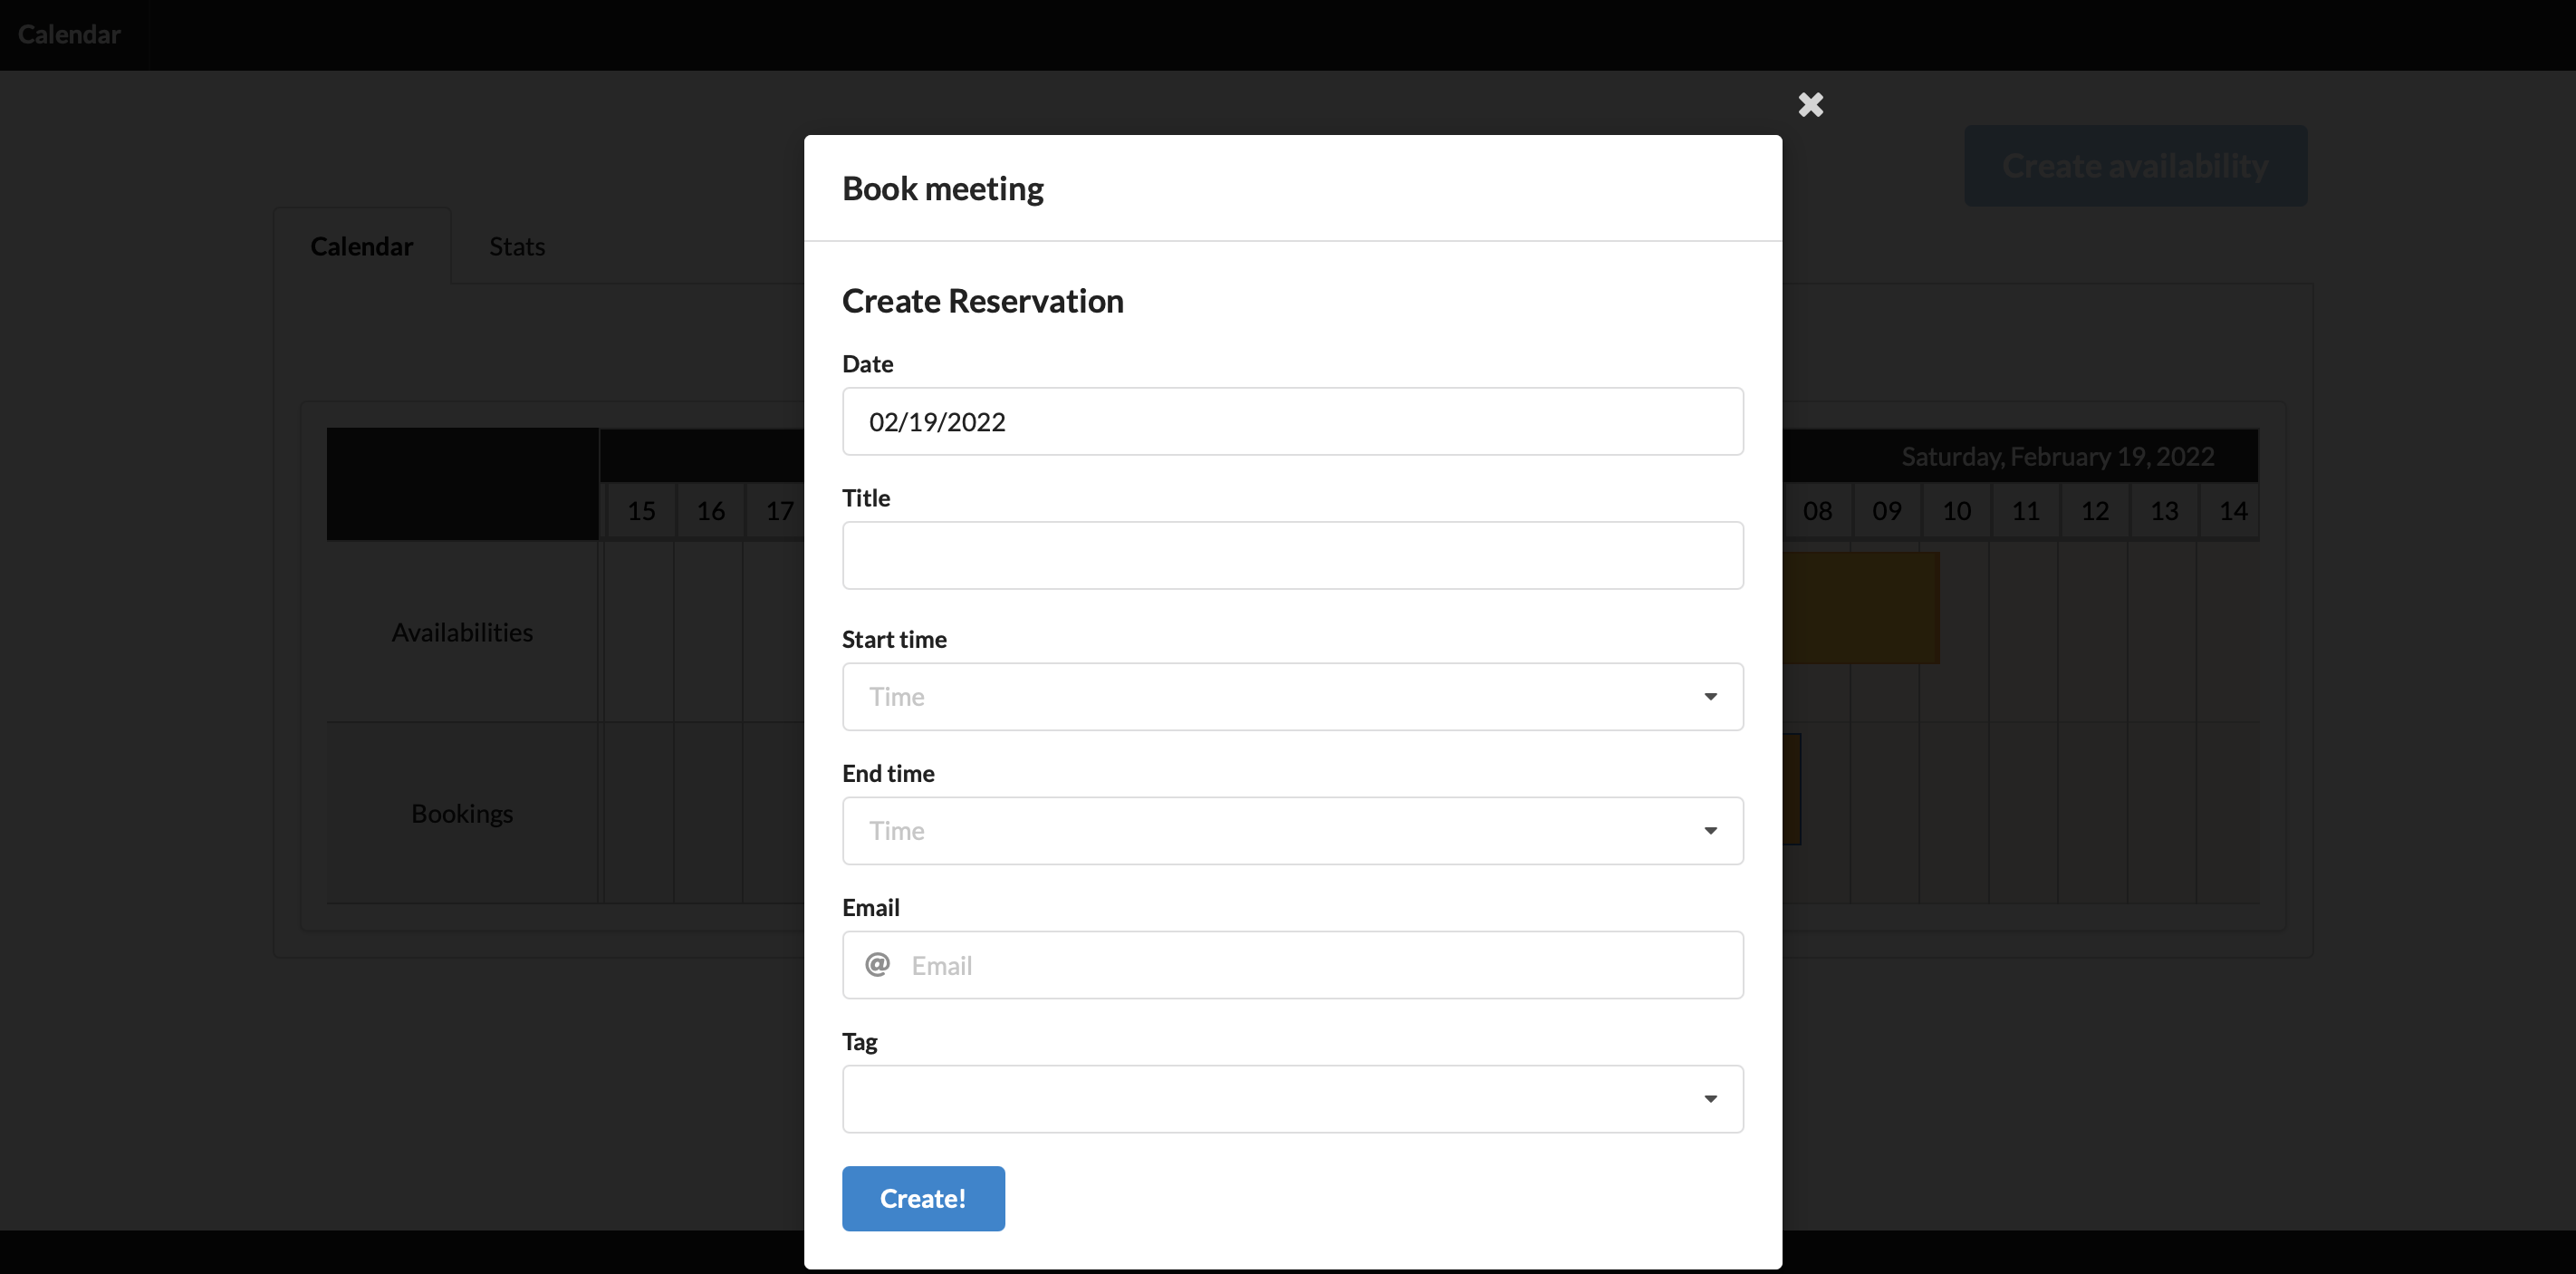 Calendar
Create availability
Calendar
Stats
Saturday, February 19, 2022
15 16 17
08 09 10 11 12 13 14
Availabilities
Bookings
Book meeting
Create Reservation
Date
02/19/2022
Title
Start time
Time
End time
Time
Email
@ Email
Tag
Create!